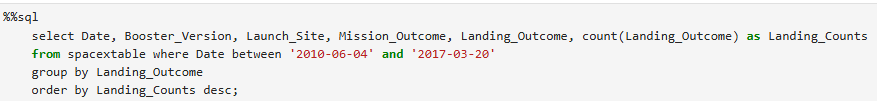 %%sql
select Date, Booster_Version, Launch_Site, Mission_Outcome, Landing_Outcome, count(Landing_Outcome) as Landing_Counts
from spacextable where Date between '2010-06-04' and '2017-03-20'
group by Landing_Outcome
order by Landing_Counts desc;